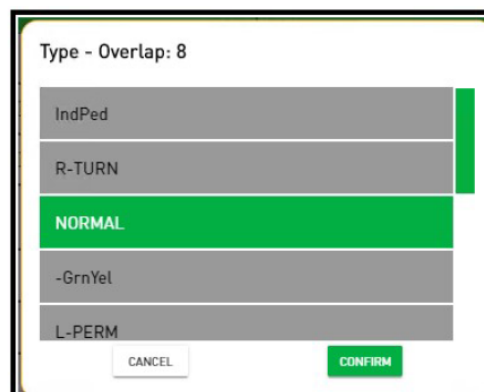 Type - Overlap: 8
IndPed
R-TURN
NORMAL
-GrnYel
L-PERM
CANCEL
CONFIRM